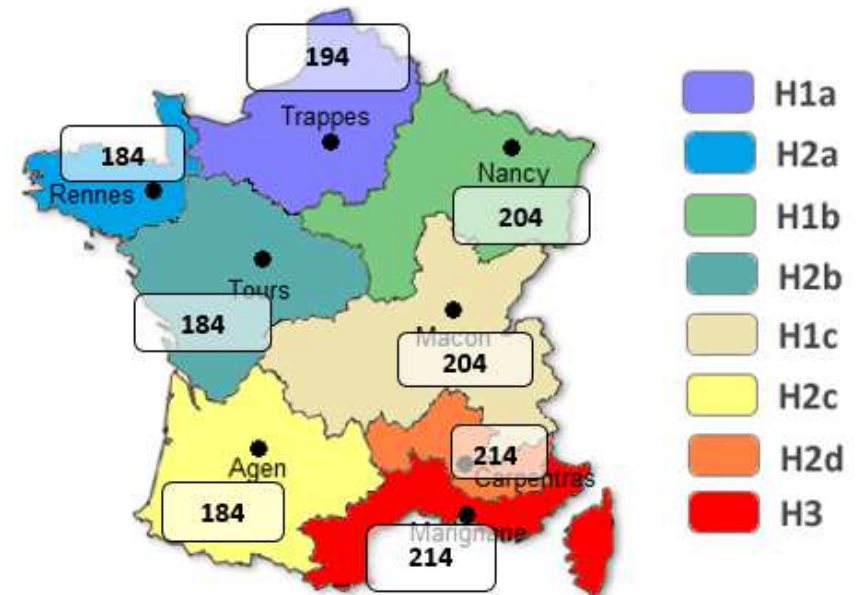 194
Trappes
184
Rennes
Nancy
204
Tours
184
Macon
204
Agen
184
214
Carpentras
Marignane
214
H1a
H2a
H1b
H2b
H1c
H2c
H2d
H3